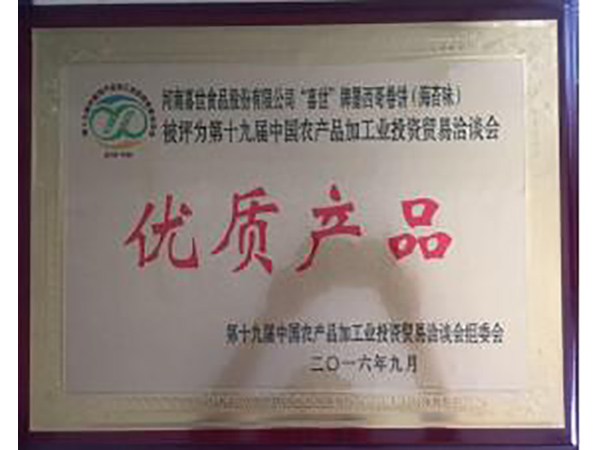 河南喜世食品股份有限公司“喜世”牌墨西哥卷饼（海苔味）
被评为第十九届中国农产品加工业投资贸易洽谈会
优质产品
第十九届中国农产品加工业投资贸易洽谈会组委会
二〇一六年九月